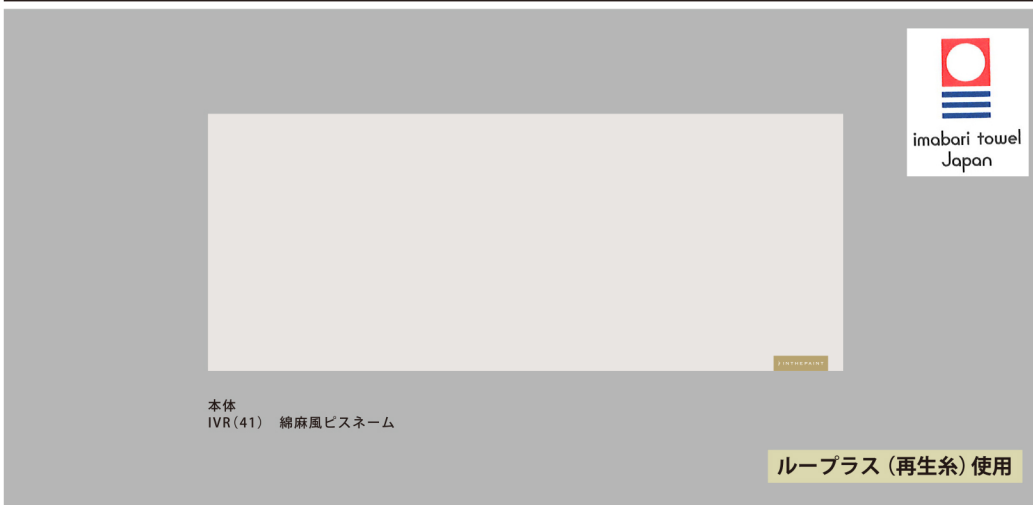 imabari towel
Japan
INTHEPAINT
本体
IVR(41)　綿麻風ピスネーム
ループラス（再生糸）使用